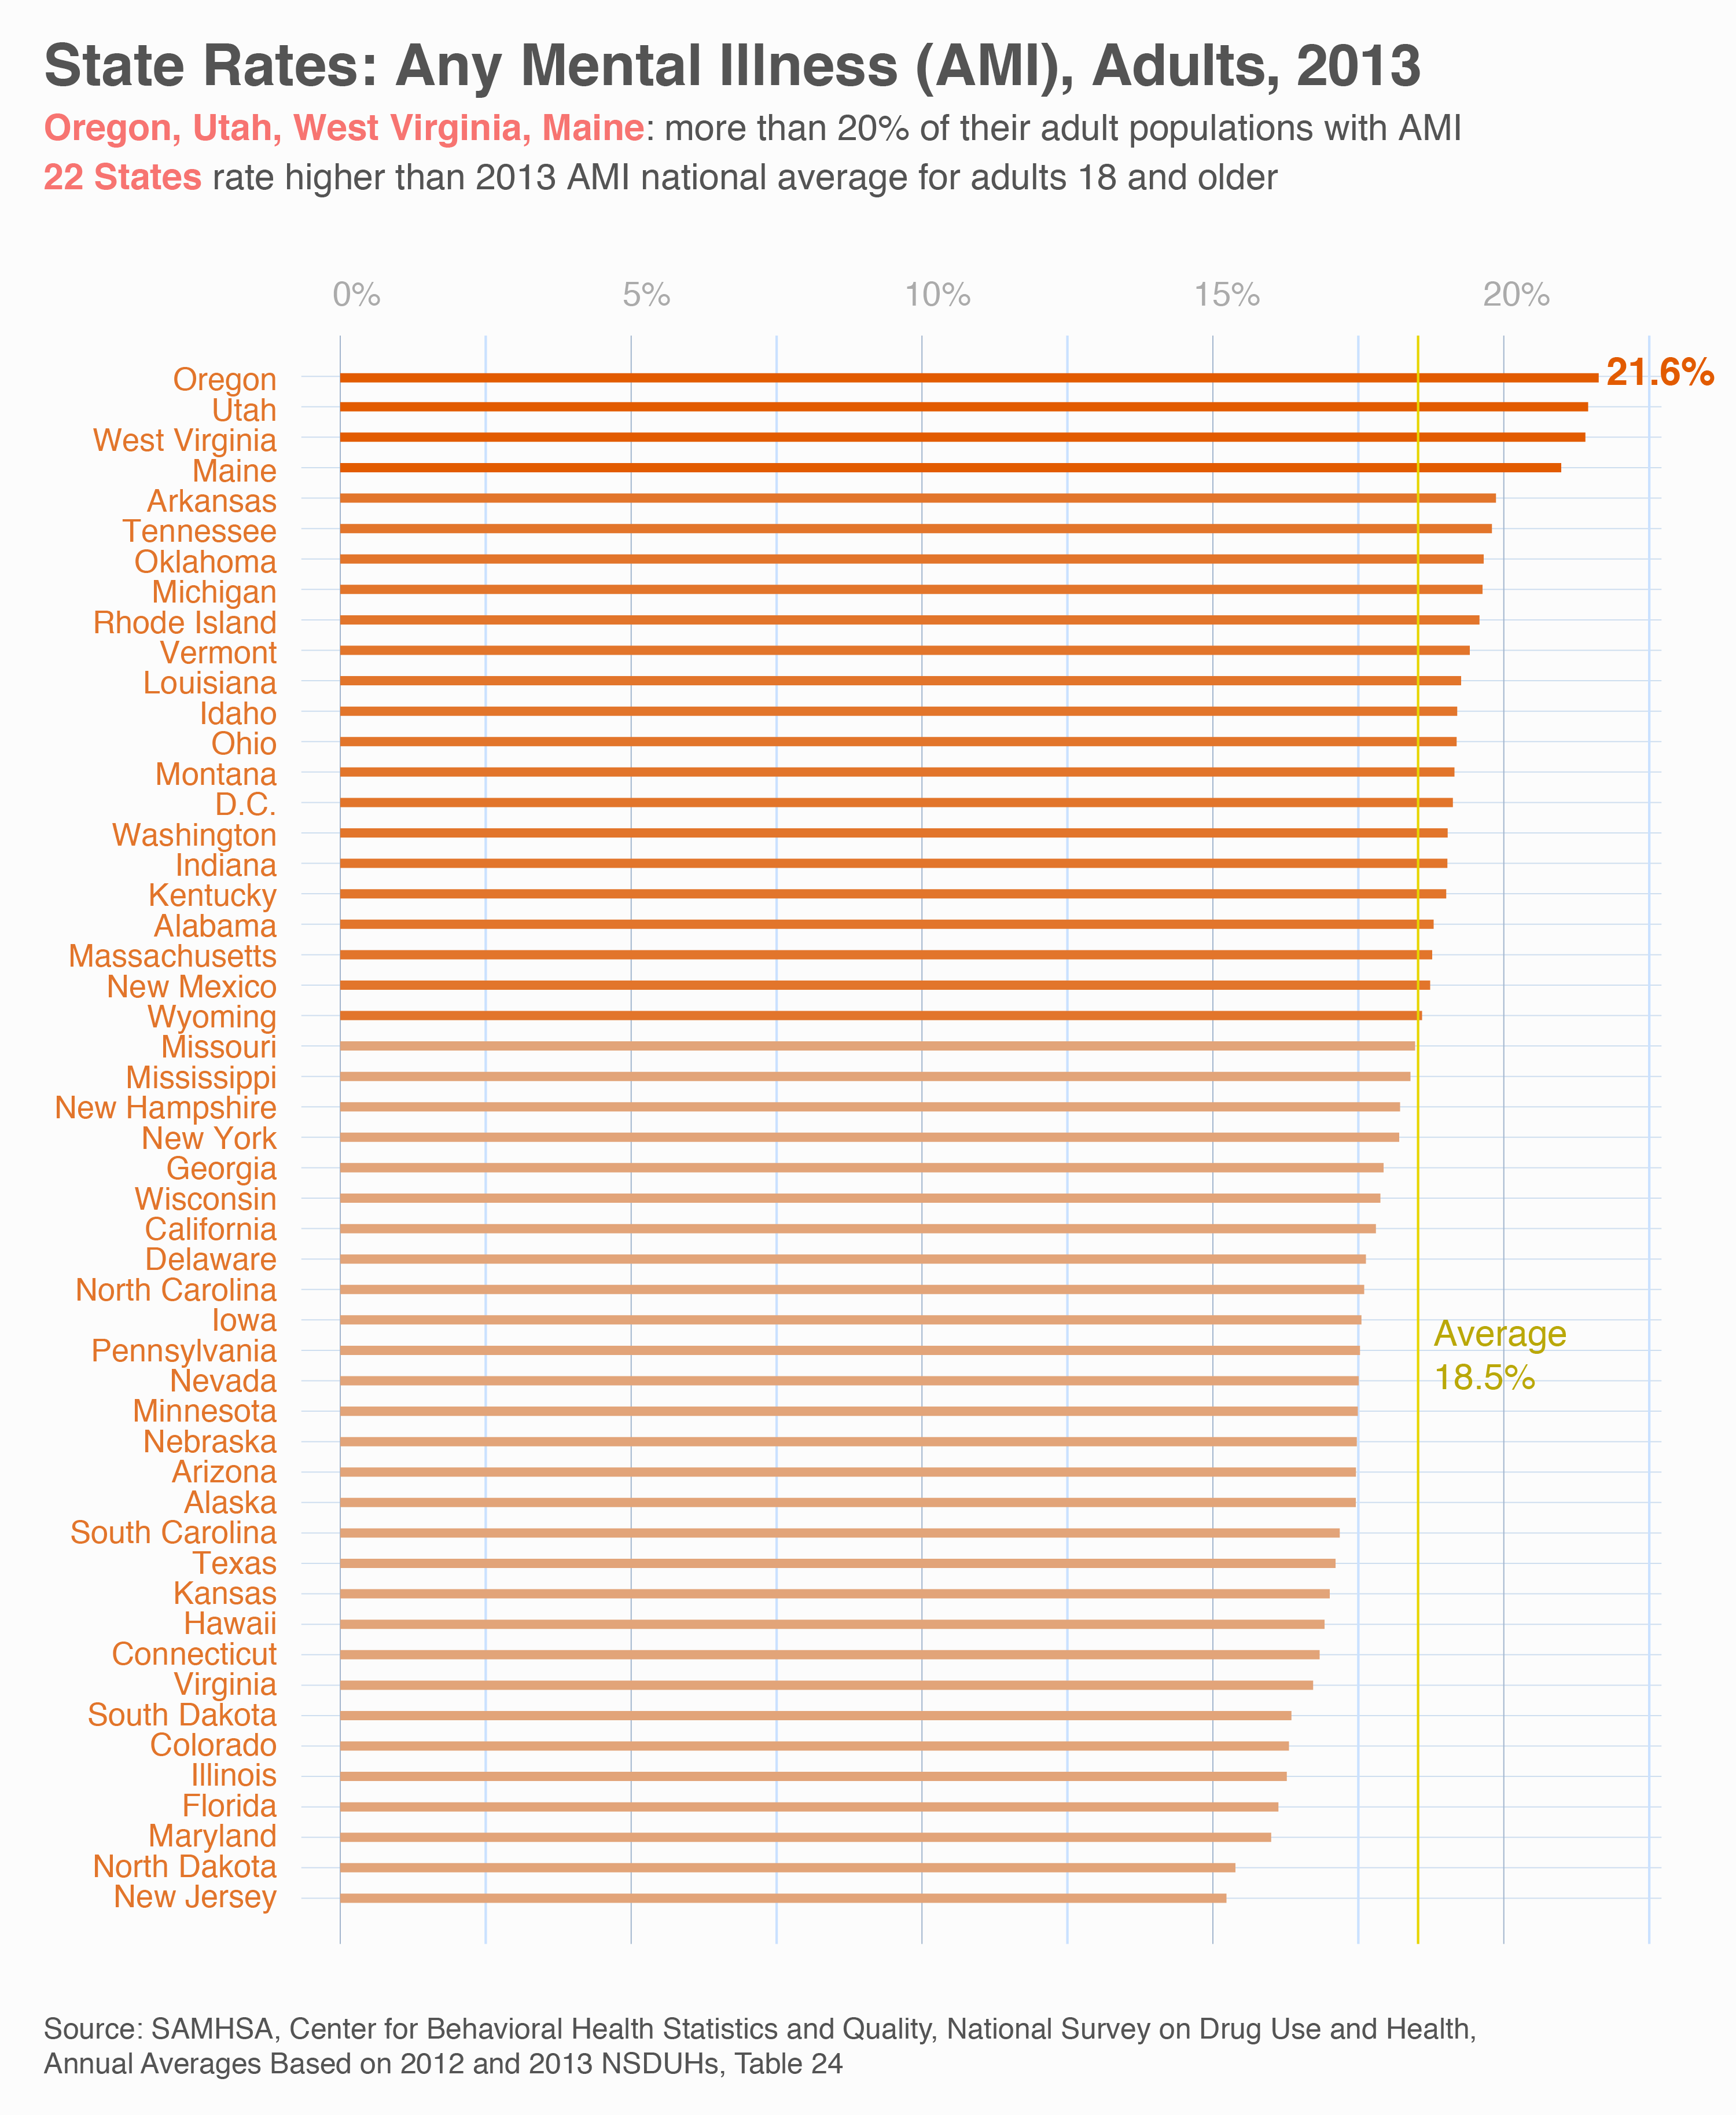 State Rates: Any Mental Illness (AMI), Adults, 2013
Oregon, Utah, West Virginia, Maine: more than 20% of their adult populations with AMI
22 States rate higher than 2013 AMI national average for adults 18 and older
0% 5% 10% 15% 20%
Oregon 21.6%
Utah
West Virginia
Maine
Arkansas
Tennessee
Oklahoma
Michigan
Rhode Island
Vermont
Louisiana
Idaho
Ohio
Montana
D.C.
Washington
Indiana
Kentucky
Alabama
Massachusetts
New Mexico
Wyoming
Missouri
Mississippi
New Hampshire
New York
Georgia
Wisconsin
California
Delaware
North Carolina
Iowa
Pennsylvania
Nevada
Minnesota
Nebraska
Arizona
Alaska
South Carolina
Texas
Kansas
Hawaii
Connecticut
Virginia
South Dakota
Colorado
Illinois
Florida
Maryland
North Dakota
New Jersey
Average
18.5%
Source: SAMHSA, Center for Behavioral Health Statistics and Quality, National Survey on Drug Use and Health,
Annual Averages Based on 2012 and 2013 NSDUHs, Table 24